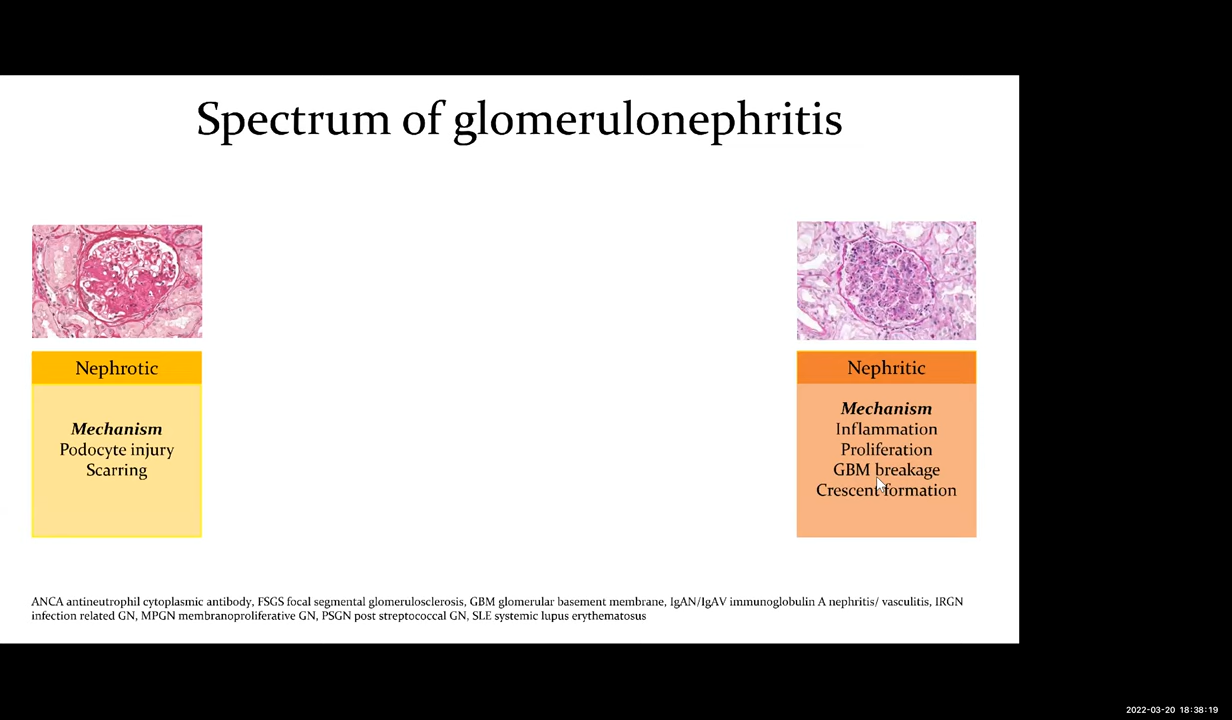 Spectrum of glomerulonephritis
Nephrotic
Mechanism
Podocyte injury
Scarring
Nephritic
Mechanism
Inflammation
Proliferation
GBM breakage
Crescent formation
ANCA antineutrophil cytoplasmic antibody, FSGS focal segmental glomerulosclerosis, GBM glomerular basement membrane, IgAN/IgAV immunoglobulin A nephritis/ vasculitis, IRGN
infection related GN, MPGN membranoproliferative GN, PSGN post streptococcal GN, SLE systemic lupus erythematosus
2022-03-20 18:38:19